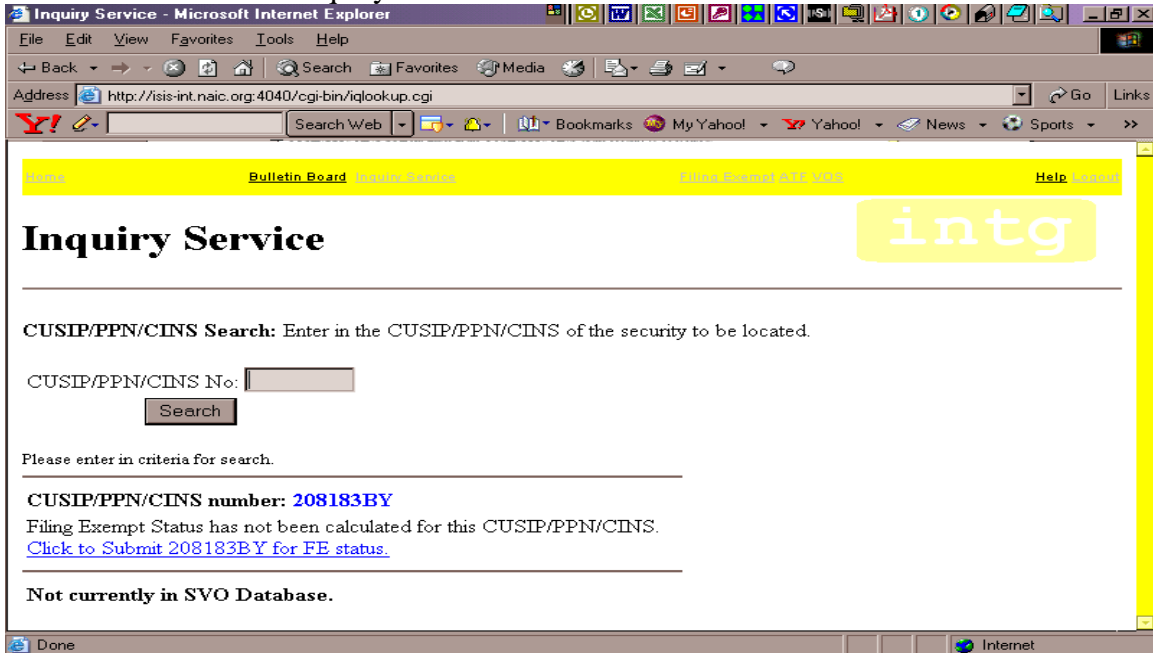 Inquiry Service - Microsoft Internet Explorer
File Edit View Favorites Tools Help
Back Search Favorites Media
Address http://isis-int.naic.org:4040/cgi-bin/iqlookup.cgi Go Links
Y! Search Web Bookmarks My Yahoo! Yahoo! News Sports >>
Home Bulletin Board Inquiry Service Filing Exempt ATF VOS Help Logout
intg
Inquiry Service
CUSIP/PPN/CINS Search: Enter in the CUSIP/PPN/CINS of the security to be located.
CUSIP/PPN/CINS No:
Search
Please enter in criteria for search.
CUSIP/PPN/CINS number: 208183BY
Filing Exempt Status has not been calculated for this CUSIP/PPN/CINS.
Click to Submit 208183BY for FE status.
Not currently in SVO Database.
Done Internet